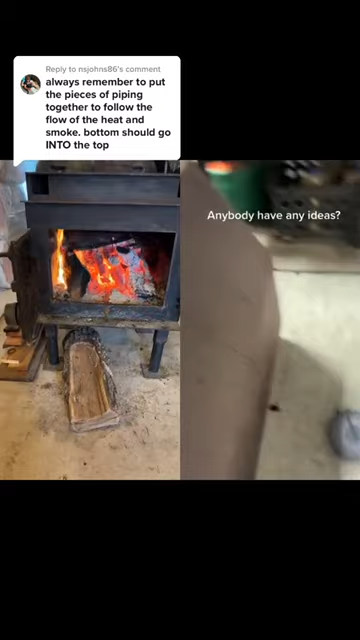 Reply to nsjohns86's comment
always remember to put
the pieces of piping
together to follow the
flow of the heat and
smoke. bottom should go
INTO the top
Anybody have any ideas?